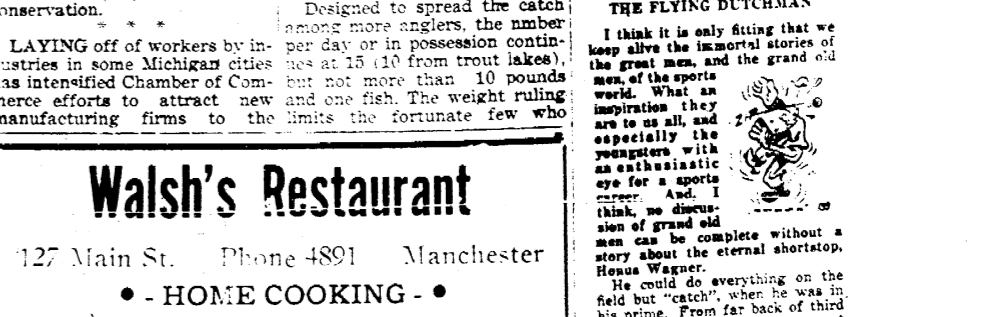 onservation.
* * *
LAYING off of workers by in-
ustries in some Michigan cities
as intensified Chamber of Com-
merce efforts to attract new
manufacturing firms to the
Designed to spread the catch
among more anglers, the nmber
per day or in possession contin-
ues at 15 (10 from trout lakes),
but not more than 10 pounds
and one fish. The weight ruling
limits the fortunate few who
Walsh's Restaurant
127 Main St. Phone 4891 Manchester
• - HOME COOKING - •
THE FLYING DUTCHMAN
I think it is only fitting that we
keep alive the immortal stories of
the great men, and the grand old
men, of the sports
world. What an
inspiration they
are to us all, and
especially the
youngsters with
an enthusiastic
eye for a sports
career. And, I
think, no discus-
sion of grand old
men can be complete without a
story about the eternal shortstop,
Honus Wagner.
He could do everything on the
field but "catch", when he was in
his prime. From far back of third